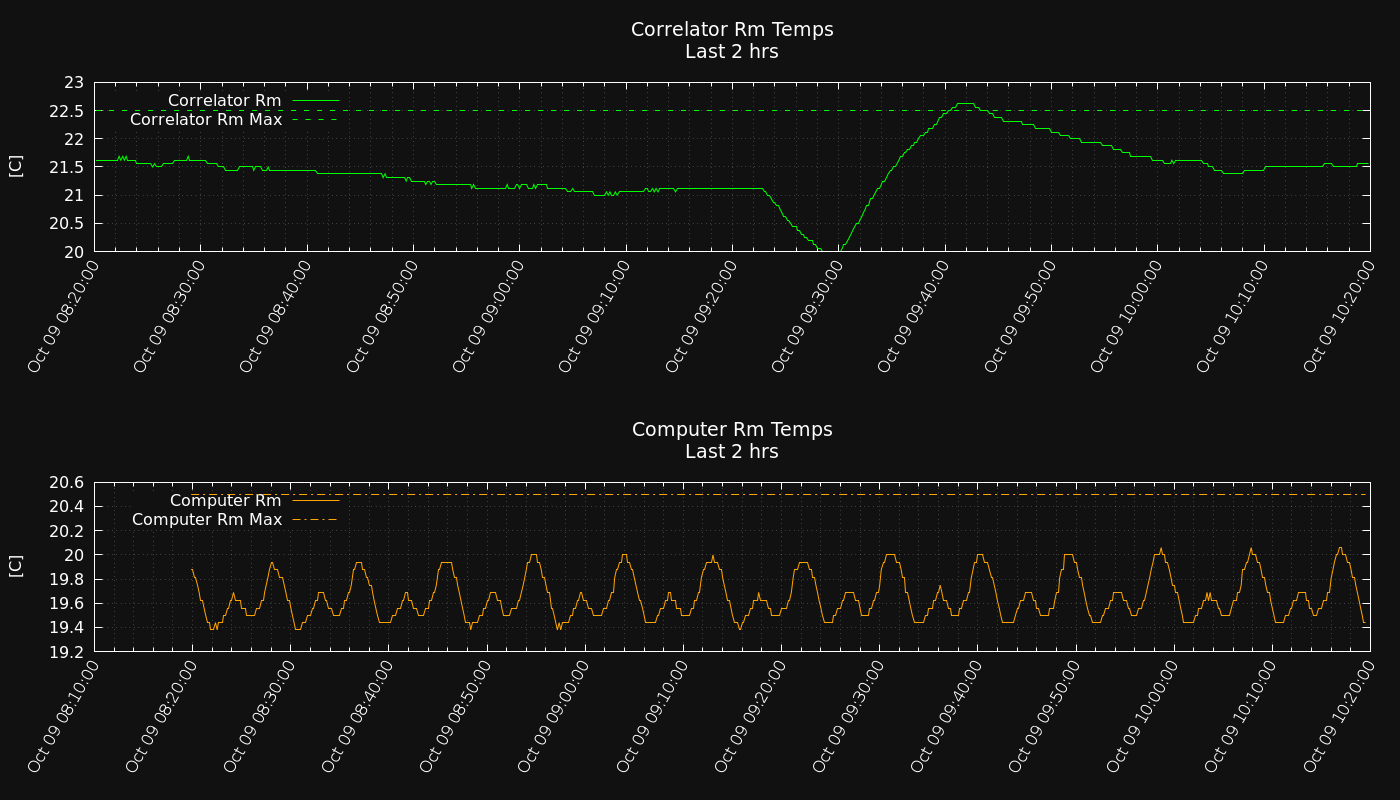 Correlator Rm Temps
Last 2 hrs
23
22.5
22
21.5
21
20.5
20
[C]
Correlator Rm
Correlator Rm Max
Oct 09 08:20:00
Oct 09 08:30:00
Oct 09 08:40:00
Oct 09 08:50:00
Oct 09 09:00:00
Oct 09 09:10:00
Oct 09 09:20:00
Oct 09 09:30:00
Oct 09 09:40:00
Oct 09 09:50:00
Oct 09 10:00:00
Oct 09 10:10:00
Oct 09 10:20:00
Computer Rm Temps
Last 2 hrs
20.6
20.4
20.2
20
19.8
19.6
19.4
19.2
[C]
Computer Rm
Computer Rm Max
Oct 09 08:10:00
Oct 09 08:20:00
Oct 09 08:30:00
Oct 09 08:40:00
Oct 09 08:50:00
Oct 09 09:00:00
Oct 09 09:10:00
Oct 09 09:20:00
Oct 09 09:30:00
Oct 09 09:40:00
Oct 09 09:50:00
Oct 09 10:00:00
Oct 09 10:10:00
Oct 09 10:20:00